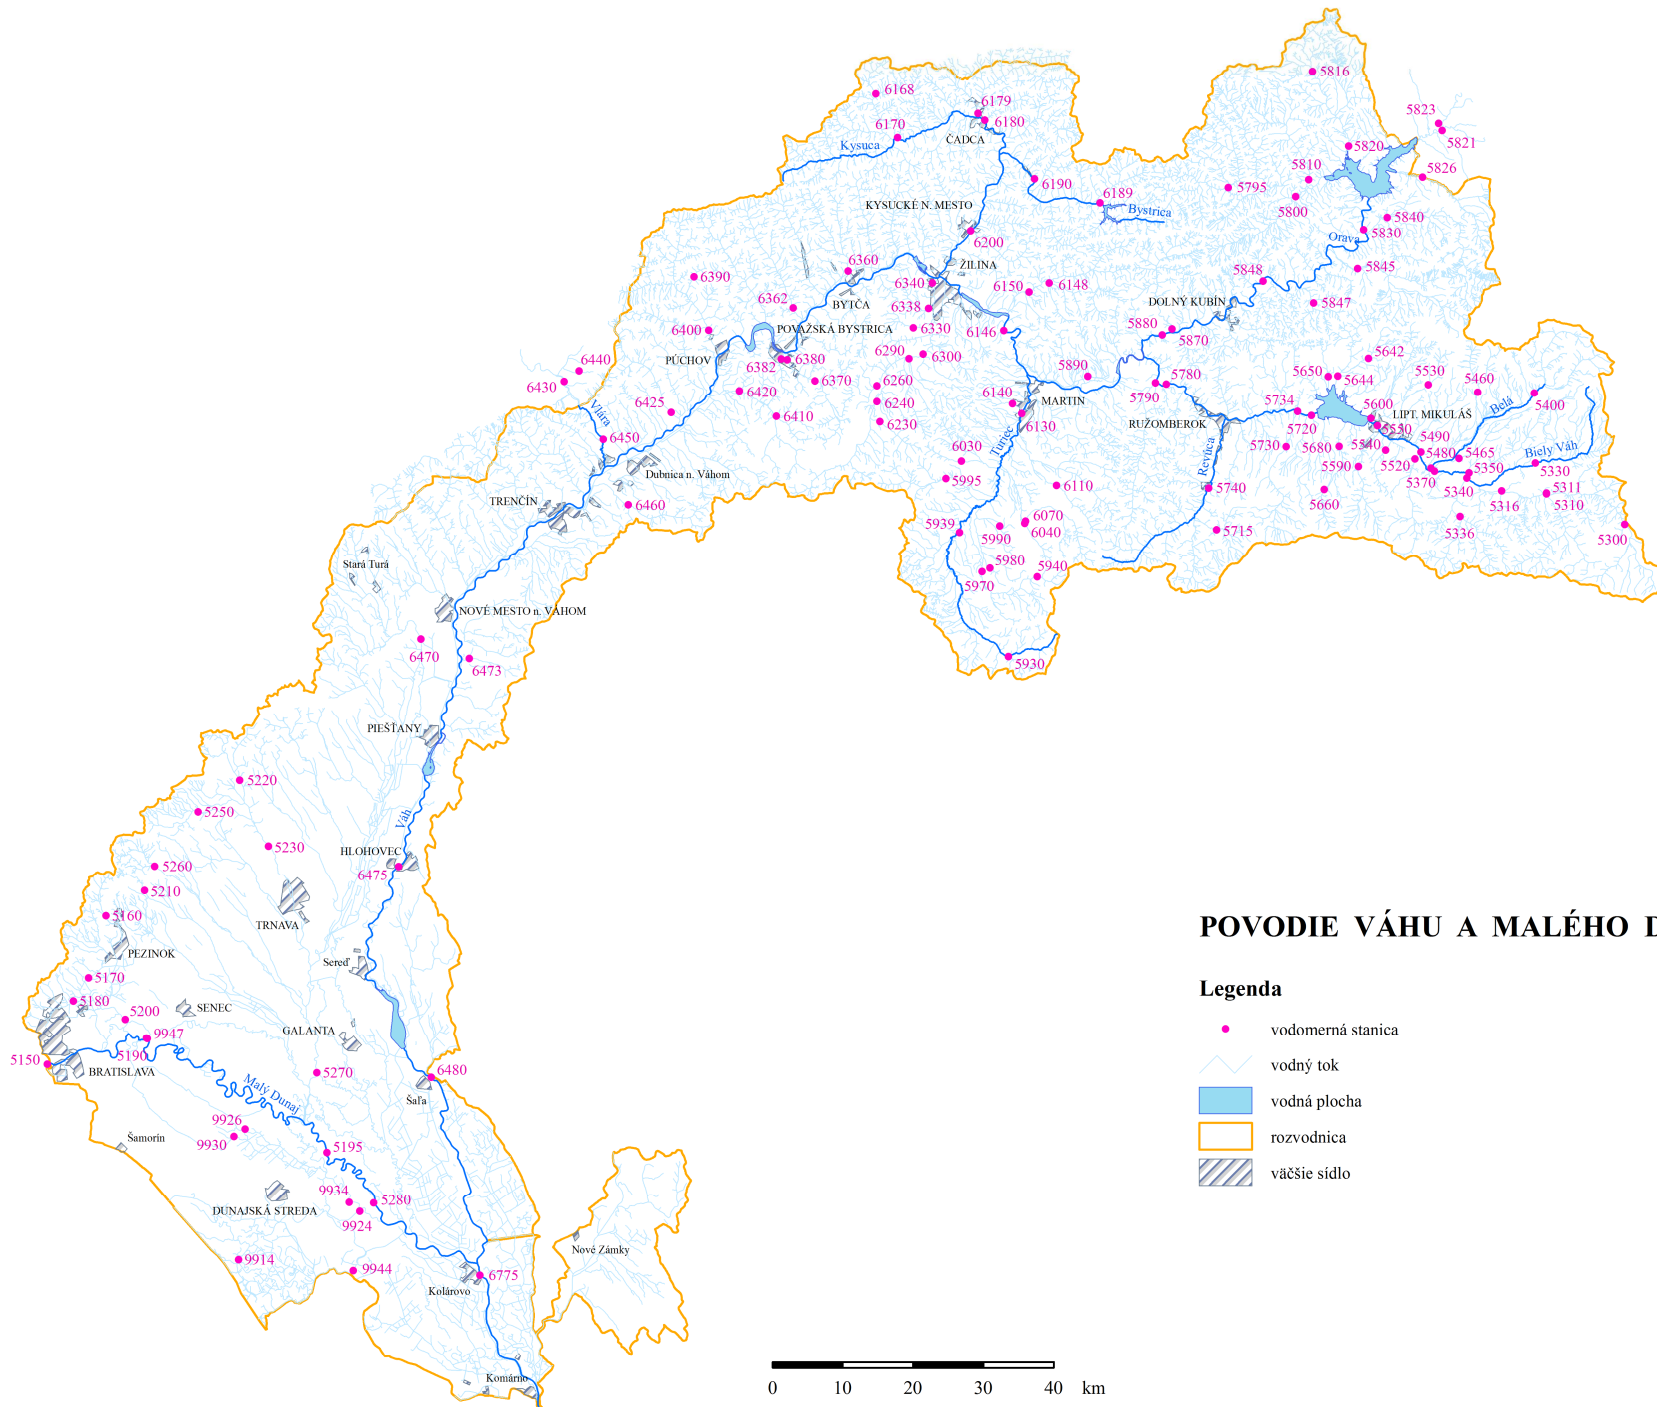 5816
6168
5823
5821
6179
6180
6170
ČADCA
Kysuca
5820
5810
5826
6190
5795
6189
5800
KYSUCKÉ N. MESTO
Bystrica
5840
5830
6200
Orava
ŽILINA
6360
6390
6340
5848
5845
6150
6148
BYTČA
5847
6362
6338
DOLNÝ KUBÍN
6400
POVAŽSKÁ BYSTRICA
6330
6146
5880
5870
PÚCHOV
6382
6380
6290
6300
5642
6440
6430
5890
5650
5644
5530
5460
6370
6260
5780
5790
6420
6240
6140
MARTIN
5734
5600
Belá
5400
Vlára
6425
6410
6230
6130
RUŽOMBEROK
5720
LIPT. MIKULÁŠ
5550
5490
6450
6030
Turiec
Revúca
5730
5680
5540
5480
5465
Biely Váh
5590
5520
5350
5330
Dubnica n. Váhom
5995
5370
5340
5311
5310
TRENČÍN
6460
6110
5740
5660
5316
5939
6070
5990
6040
5715
5336
5300
Stará Turá
5980
5940
5970
NOVÉ MESTO n. VÁHOM
6470
6473
5930
PIEŠŤANY
5220
5250
Váh
5230
HLOHOVEC
5260
6475
5210
5160
TRNAVA
POVODIE VÁHU A MALÉHO
PEZINOK
Sereď
5170
Legenda
5180
5200
SENEC
9947
GALANTA
vodomerná stanica
5190
5150
BRATISLAVA
5270
6480
vodný tok
Malý Dunaj
Šaľa
vodná plocha
9926
9930
Šamorín
5195
rozvodnica
väčšie sídlo
9934
5280
DUNAJSKÁ STREDA
9924
Nové Zámky
9914
9944
6775
Kolárovo
Komárno
0 10 20 30 40 km